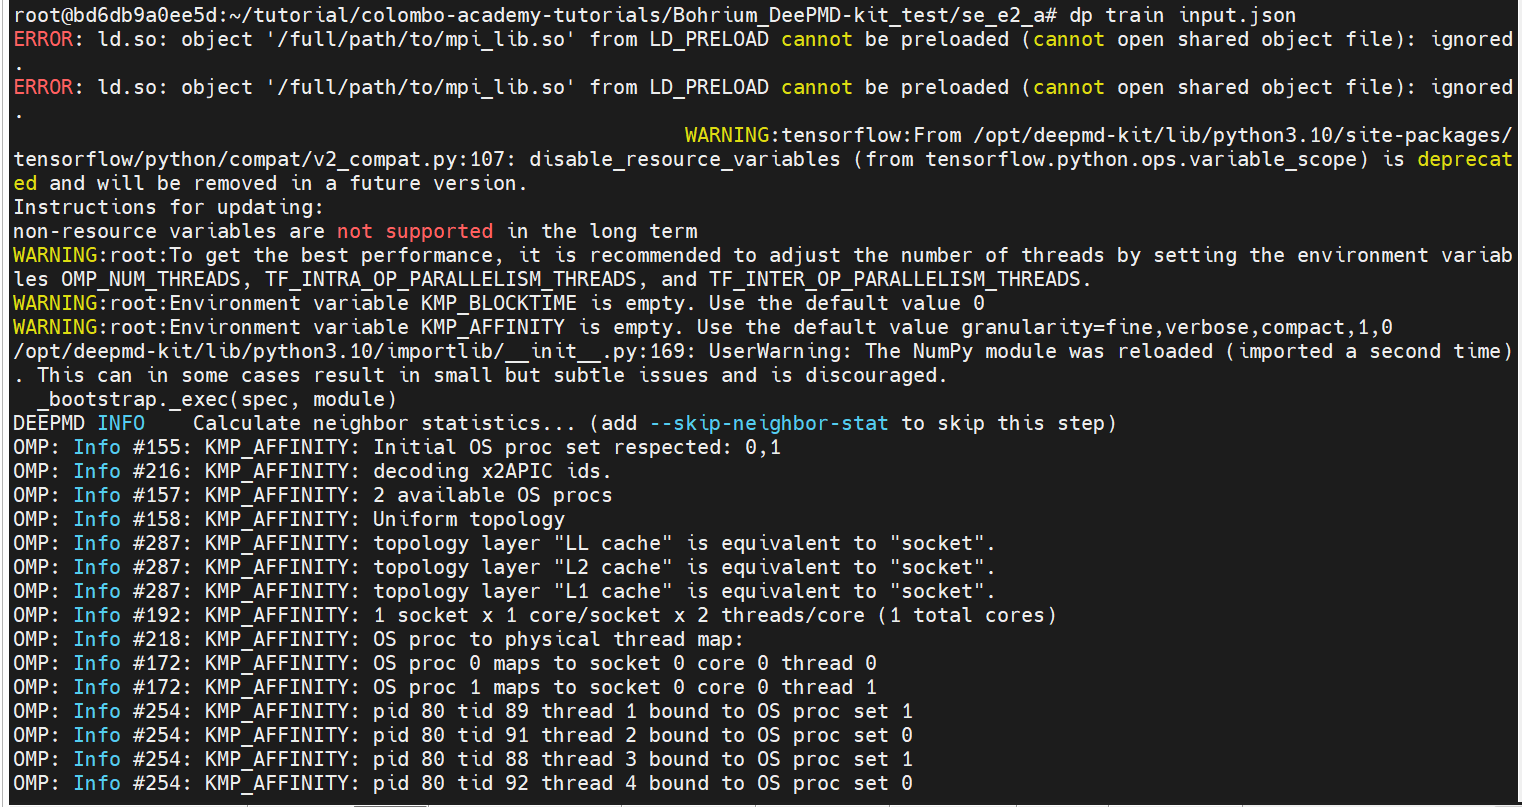 root@bd6db9a0ee5d:~/tutorial/colombo-academy-tutorials/Bohrium_DeePMD-kit_test/se_e2_a# dp train input.json
ERROR: ld.so: object '/full/path/to/mpi_lib.so' from LD_PRELOAD cannot be preloaded (cannot open shared object file): ignored
.
ERROR: ld.so: object '/full/path/to/mpi_lib.so' from LD_PRELOAD cannot be preloaded (cannot open shared object file): ignored
.
WARNING:tensorflow:From /opt/deepmd-kit/lib/python3.10/site-packages/
tensorflow/python/compat/v2_compat.py:107: disable_resource_variables (from tensorflow.python.ops.variable_scope) is deprecat
ed and will be removed in a future version.
Instructions for updating:
non-resource variables are not supported in the long term
WARNING:root:To get the best performance, it is recommended to adjust the number of threads by setting the environment variab
les OMP_NUM_THREADS, TF_INTRA_OP_PARALLELISM_THREADS, and TF_INTER_OP_PARALLELISM_THREADS.
WARNING:root:Environment variable KMP_BLOCKTIME is empty. Use the default value 0
WARNING:root:Environment variable KMP_AFFINITY is empty. Use the default value granularity=fine,verbose,compact,1,0
/opt/deepmd-kit/lib/python3.10/importlib/__init__.py:169: UserWarning: The NumPy module was reloaded (imported a second time)
. This can in some cases result in small but subtle issues and is discouraged.
  _bootstrap._exec(spec, module)
DEEPMD INFO    Calculate neighbor statistics... (add --skip-neighbor-stat to skip this step)
OMP: Info #155: KMP_AFFINITY: Initial OS proc set respected: 0,1
OMP: Info #216: KMP_AFFINITY: decoding x2APIC ids.
OMP: Info #157: KMP_AFFINITY: 2 available OS procs
OMP: Info #158: KMP_AFFINITY: Uniform topology
OMP: Info #287: KMP_AFFINITY: topology layer "LL cache" is equivalent to "socket".
OMP: Info #287: KMP_AFFINITY: topology layer "L2 cache" is equivalent to "socket".
OMP: Info #287: KMP_AFFINITY: topology layer "L1 cache" is equivalent to "socket".
OMP: Info #192: KMP_AFFINITY: 1 socket x 1 core/socket x 2 threads/core (1 total cores)
OMP: Info #218: KMP_AFFINITY: OS proc to physical thread map:
OMP: Info #172: KMP_AFFINITY: OS proc 0 maps to socket 0 core 0 thread 0
OMP: Info #172: KMP_AFFINITY: OS proc 1 maps to socket 0 core 0 thread 1
OMP: Info #254: KMP_AFFINITY: pid 80 tid 89 thread 1 bound to OS proc set 1
OMP: Info #254: KMP_AFFINITY: pid 80 tid 91 thread 2 bound to OS proc set 0
OMP: Info #254: KMP_AFFINITY: pid 80 tid 88 thread 3 bound to OS proc set 1
OMP: Info #254: KMP_AFFINITY: pid 80 tid 92 thread 4 bound to OS proc set 0